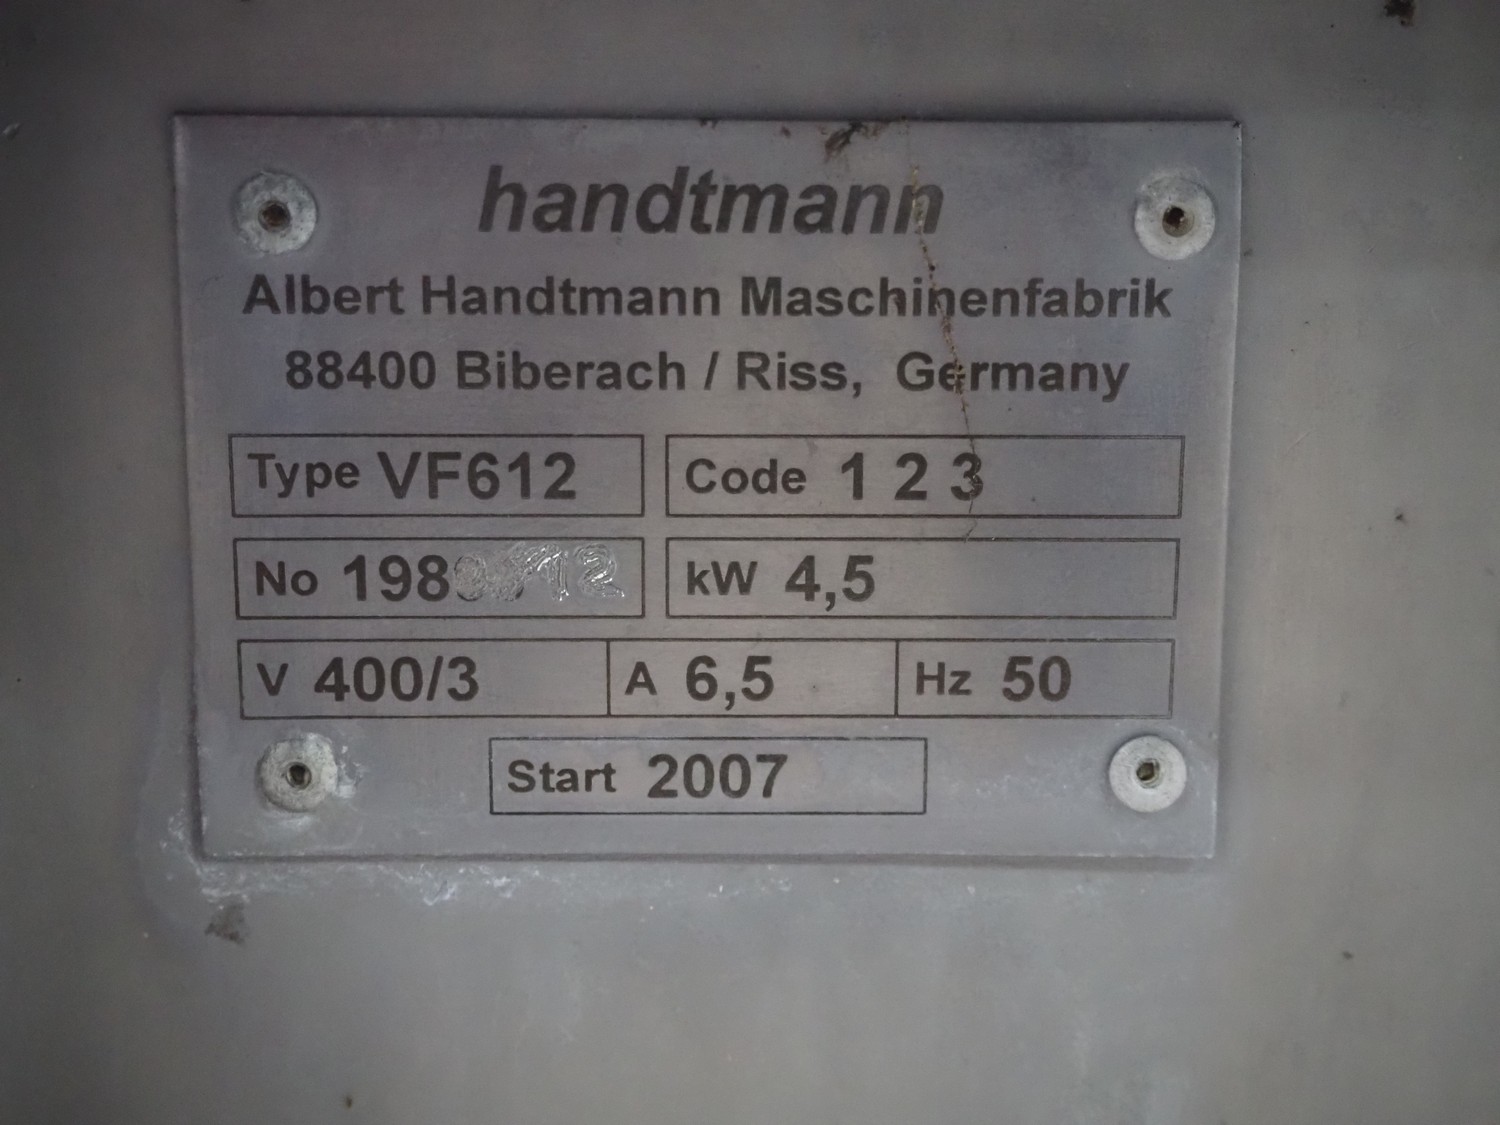 handtmann
Albert Handtmann Maschinenfabrik
88400 Biberach / Riss, Germany
Type VF612
Code 1 2 3
No
kW 4,5
V 400/3
A 6,5
Hz 50
Start 2007